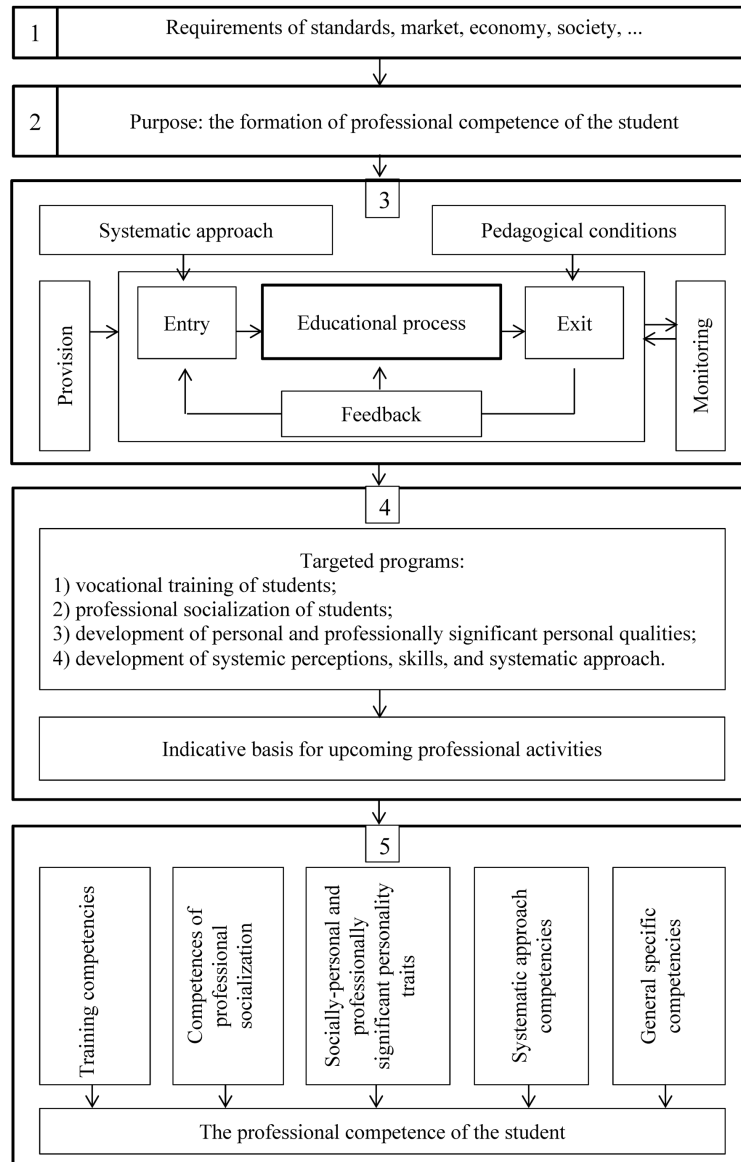 1
Requirements of standards, market, economy, society, ...
2
Purpose: the formation of professional competence of the student
3
Systematic approach
Pedagogical conditions
Provision
Entry
Educational process
Exit
Monitoring
Feedback
4
Targeted programs:
1) vocational training of students;
2) professional socialization of students;
3) development of personal and professionally significant personal qualities;
4) development of systemic perceptions, skills, and systematic approach.
Indicative basis for upcoming professional activities
5
Training competencies
Competences of
professional
socialization
Socially-personal and
professionally
significant personality
traits
Systematic approach
competencies
General specific
competencies
The professional competence of the student